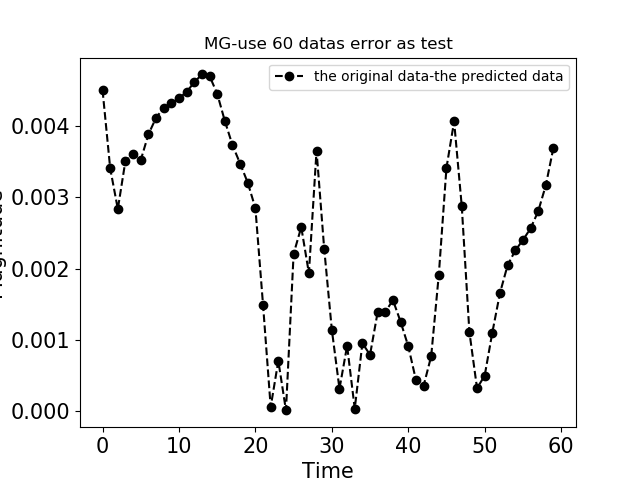 MG-use 60 datas error as test
the original data-the predicted data
0.004
0.003
0.002
0.001
0.000
0 10 20 30 40 50 60
Time